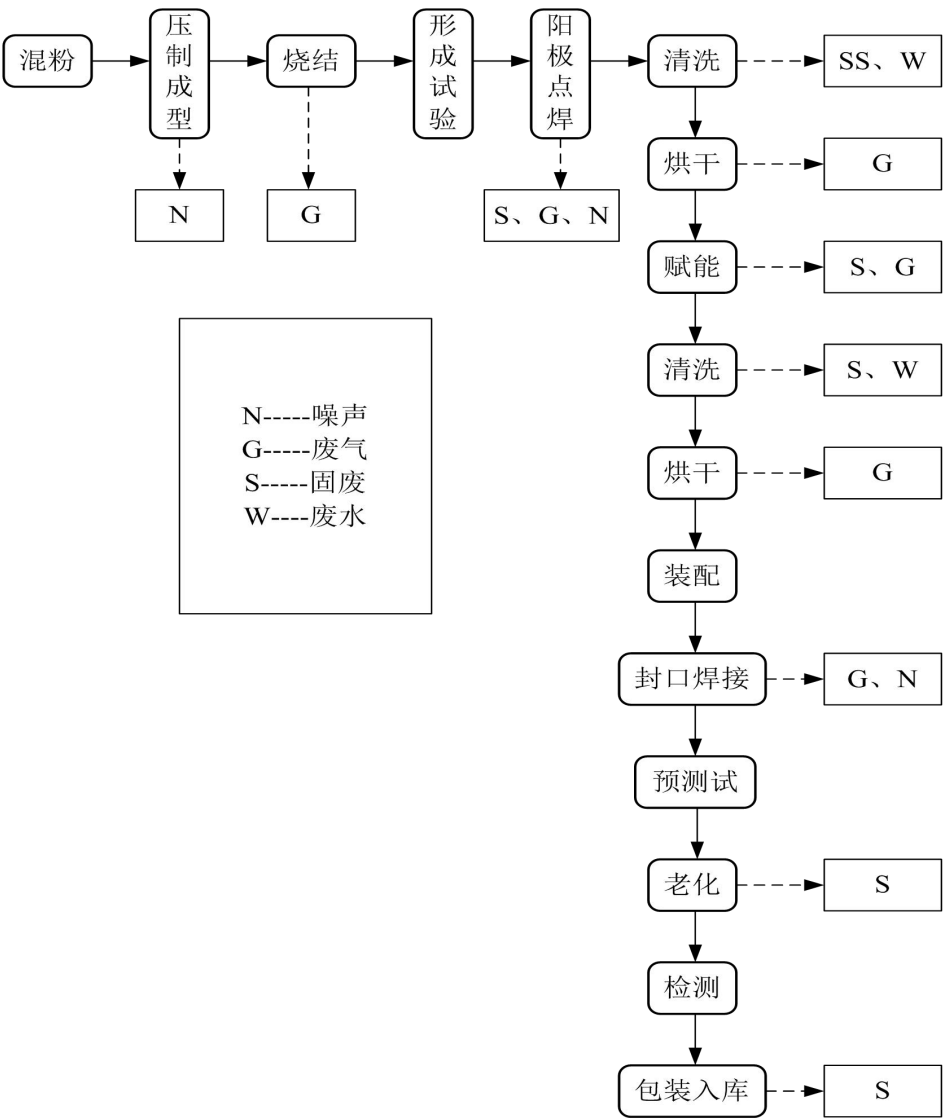 混粉
压制成型
烧结
形成试验
阳极点焊
清洗
SS、W
N
G
S、G、N
烘干
G
赋能
S、G
清洗
S、W
烘干
G
装配
封口焊接
G、N
预测试
老化
S
检测
包装入库
S
N-----噪声
G-----废气
S-----固废
W----废水